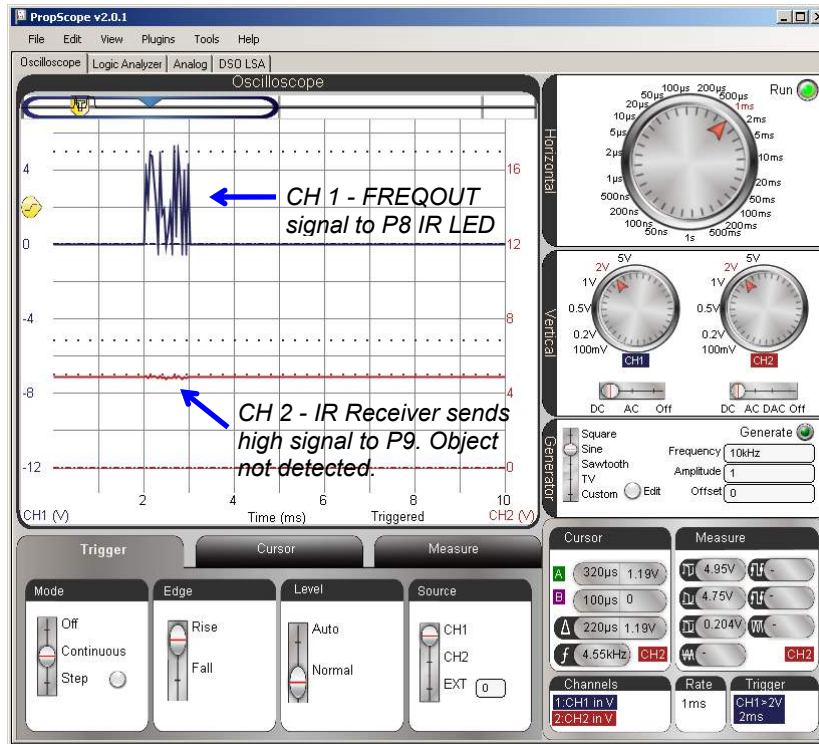 PropScope v2.0.1
File Edit View Plugins Tools Help
Oscilloscope Logic Analyzer Analog DSO LSA
Oscilloscope
4
0
-4
-8
-12
16
12
8
4
0
CH 1 - FREQOUT
signal to P8 IR LED
CH 2 - IR Receiver sends
high signal to P9. Object
not detected.
2 4 6 8 10
CH1 (V) Time (ms) Triggered CH2 (V)
Horizontal
Run
1s
50ns
100ns
200ns
500ns
1µs
2µs
5µs
10µs
20µs
50µs
100µs
200µs
500µs
1ms
2ms
5ms
10ms
20ms
50ms
100ms
200ms
500ms
Vertical
5V
2V
1V
0.5V
0.2V
100mV
CH1
DC AC Off
5V
2V
1V
0.5V
0.2V
100mV
CH2
DC AC DAC Off
Generator
Square
Sine
Sawtooth
TV
Custom
Edit
Generate
Frequency 10kHz
Amplitude 1
Offset 0
Trigger Cursor Measure
Mode
Off
Continuous
Step
Edge
Rise
Fall
Level
Auto
Normal
Source
CH1
CH2
EXT 0
Cursor
A 320µs 1.19V
B 100µs 0
Δ 220µs 1.19V
f 4.55kHz CH2
Measure
4.95V -
4.75V -
0.204V -
- CH2
Channels
1:CH1 in V
2:CH2 in V
Rate
1ms
Trigger
CH1>2V
2ms